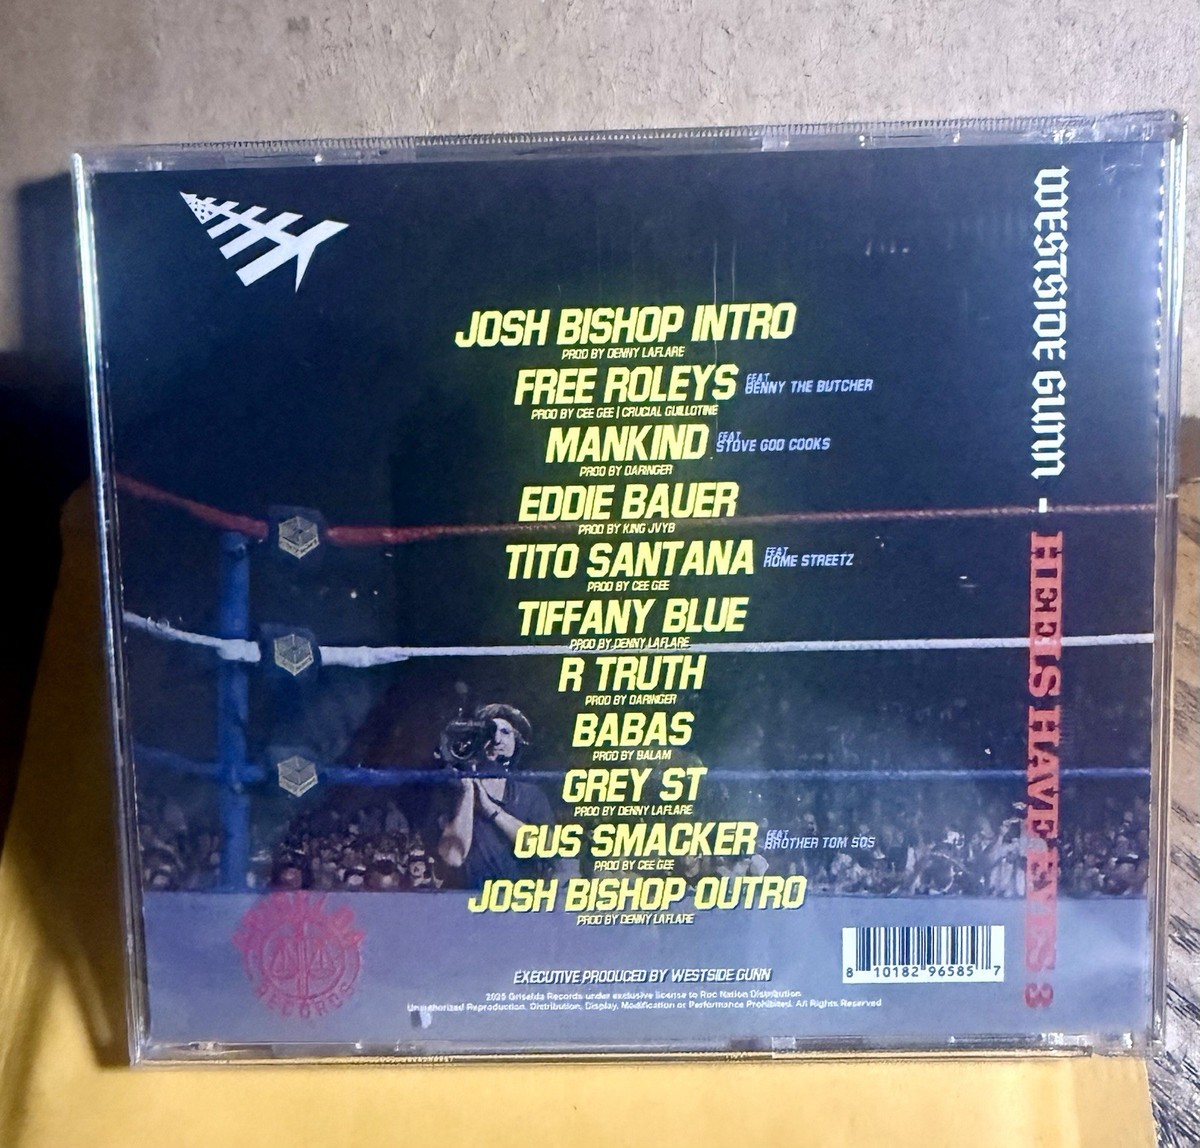 JOSH BISHOP INTRO
PROD BY DENNY LAFLARE
FREE ROLEYS FEAT BENNY THE BUTCHER
PROD BY CEE GEE | CRUCIAL GUILLOTINE
MANKIND FEAT STOVE GOD COOKS
PROD BY DARINGER
EDDIE BAUER
PROD BY KING JVYB
TITO SANTANA FEAT ROME STREETZ
PROD BY CEE GEE
TIFFANY BLUE
PROD BY DENNY LAFLARE
R TRUTH
PROD BY DARINGER
BABAS
PROD BY BALAM
GREY ST
PROD BY DENNY LAFLARE
GUS SMACKER FEAT BROTHER TOM SOS
PROD BY CEE GEE
JOSH BISHOP OUTRO
PROD BY DENNY LAFLARE
EXECUTIVE PRODUCED BY WESTSIDE GUNN
2025 Griselda Records under exclusive license to Roc Nation Distribution.
Unauthorized Reproduction, Distribution, Display, Modification or Performance Prohibited. All Rights Reserved
8 10182 96585 7
WESTSIDE GUNN - HEELS HAVE EYES 3
RECORDS